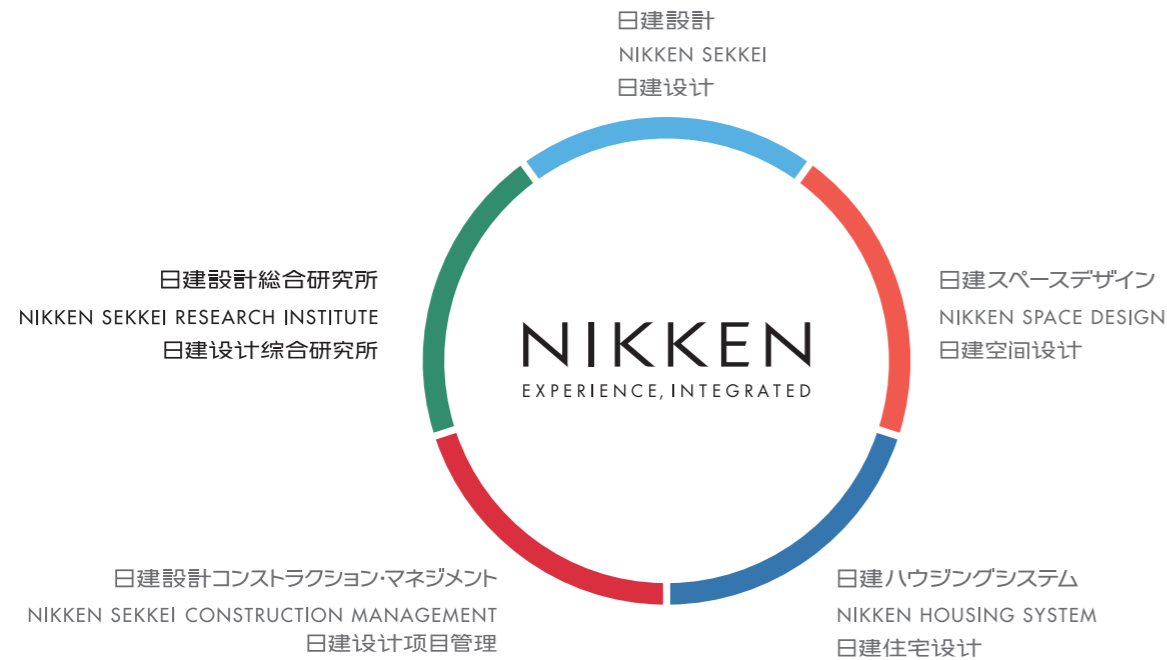 日建設計
NIKKEN SEKKEI
日建设计
日建設計総合研究所
NIKKEN SEKKEI RESEARCH INSTITUTE
日建设计综合研究所
NIKKEN
EXPERIENCE, INTEGRATED
日建スペースデザイン
NIKKEN SPACE DESIGN
日建空间设计
日建設計コンストラクション・マネジメント
NIKKEN SEKKEI CONSTRUCTION MANAGEMENT
日建设计项目管理
日建ハウジングシステム
NIKKEN HOUSING SYSTEM
日建住宅设计